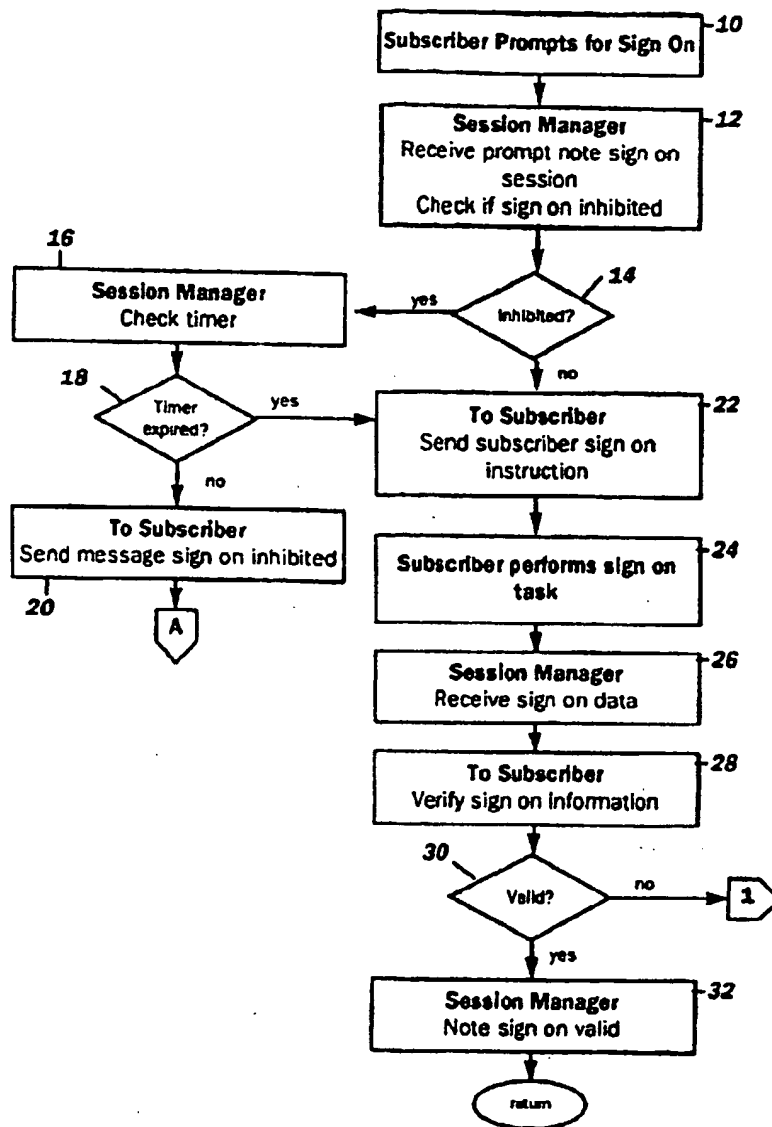 10
Subscriber Prompts for Sign On
12
Session Manager
Receive prompt note sign on
session
Check if sign on inhibited
14
Inhibited?
yes
no
16
Session Manager
Check timer
18
Timer
expired?
yes
no
To Subscriber
Send message sign on inhibited
20
A
22
To Subscriber
Send subscriber sign on
instruction
24
Subscriber performs sign on
task
26
Session Manager
Receive sign on data
28
To Subscriber
Verify sign on information
30
Valid?
no
1
yes
32
Session Manager
Note sign on valid
return